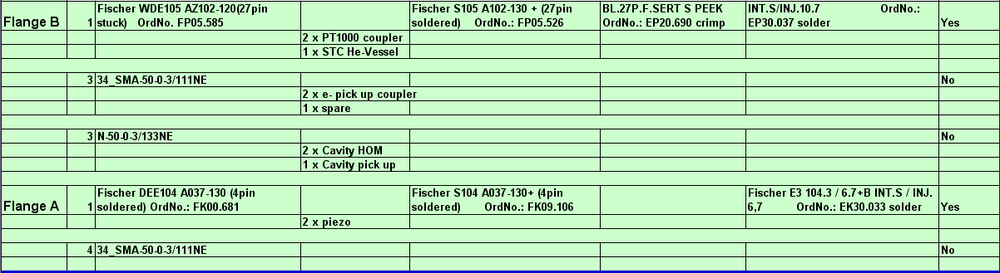 Flange B 1 Fischer WDE105 AZ102-120(27pin stuck) OrdNo. FP05.585 Fischer S105 A102-130 + (27pin soldered) OrdNo.: FP05.526 BL.27P.F.SERT S PEEK OrdNo.: EP20.690 crimp INT.S/INJ.10.7 OrdNo.: EP30.037 solder Yes
2 x PT1000 coupler
1 x STC He-Vessel
3 34_SMA-50-0-3/111NE No
2 x e- pick up coupler
1 x spare
3 N-50-0-3/133NE No
2 x Cavity HOM
1 x Cavity pick up
Flange A 1 Fischer DEE104 A037-130 (4pin soldered) OrdNo.: FK00.681 Fischer S104 A037-130+ (4pin soldered) OrdNo.: FK09.106 Fischer E3 104.3 / 6.7+B INT.S / INJ. 6,7 OrdNo.: EK30.033 solder Yes
2 x piezo
4 34_SMA-50-0-3/111NE No